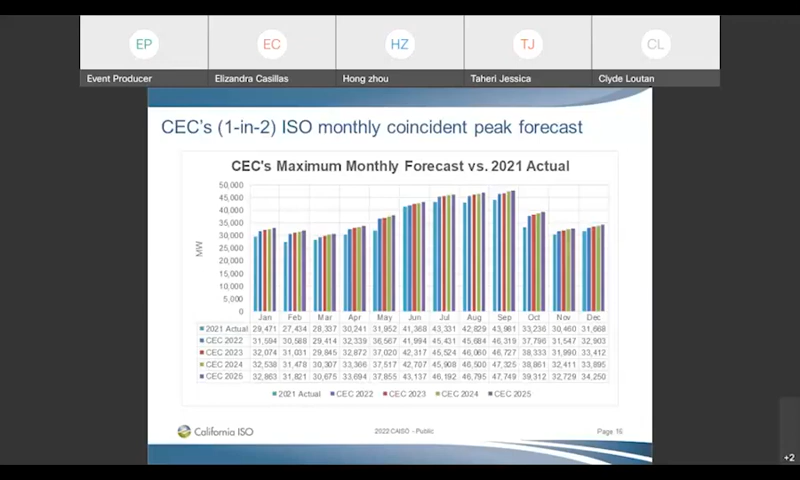 EP
EC
HZ
TJ
CL
Event Producer
Elizandra Casillas
Hong zhou
Taheri Jessica
Clyde Loutan
CEC's (1-in-2) ISO monthly coincident peak forecast
CEC's Maximum Monthly Forecast vs. 2021 Actual
MW
50,000
45,000
40,000
35,000
30,000
25,000
20,000
15,000
10,000
5,000
0
Jan Feb Mar Apr May Jun Jul Aug Sep Oct Nov Dec
2021 Actual 29,471 27,434 28,337 30,241 31,952 41,368 43,331 42,829 43,981 33,236 30,460 31,668
CEC 2022 31,594 30,588 29,414 32,339 36,567 41,994 45,431 45,684 46,319 37,796 31,547 32,903
CEC 2023 32,074 31,031 29,845 32,872 37,020 42,317 45,524 46,060 46,727 38,333 31,990 33,412
CEC 2024 32,538 31,478 30,307 33,366 37,517 42,707 45,908 46,500 47,325 38,861 32,411 33,895
CEC 2025 32,863 31,821 30,675 33,694 37,855 43,137 46,192 46,795 47,749 39,312 32,729 34,250
2021 Actual CEC 2022 CEC 2023 CEC 2024 CEC 2025
California ISO
2022 CAISO - Public
Page 16
+2